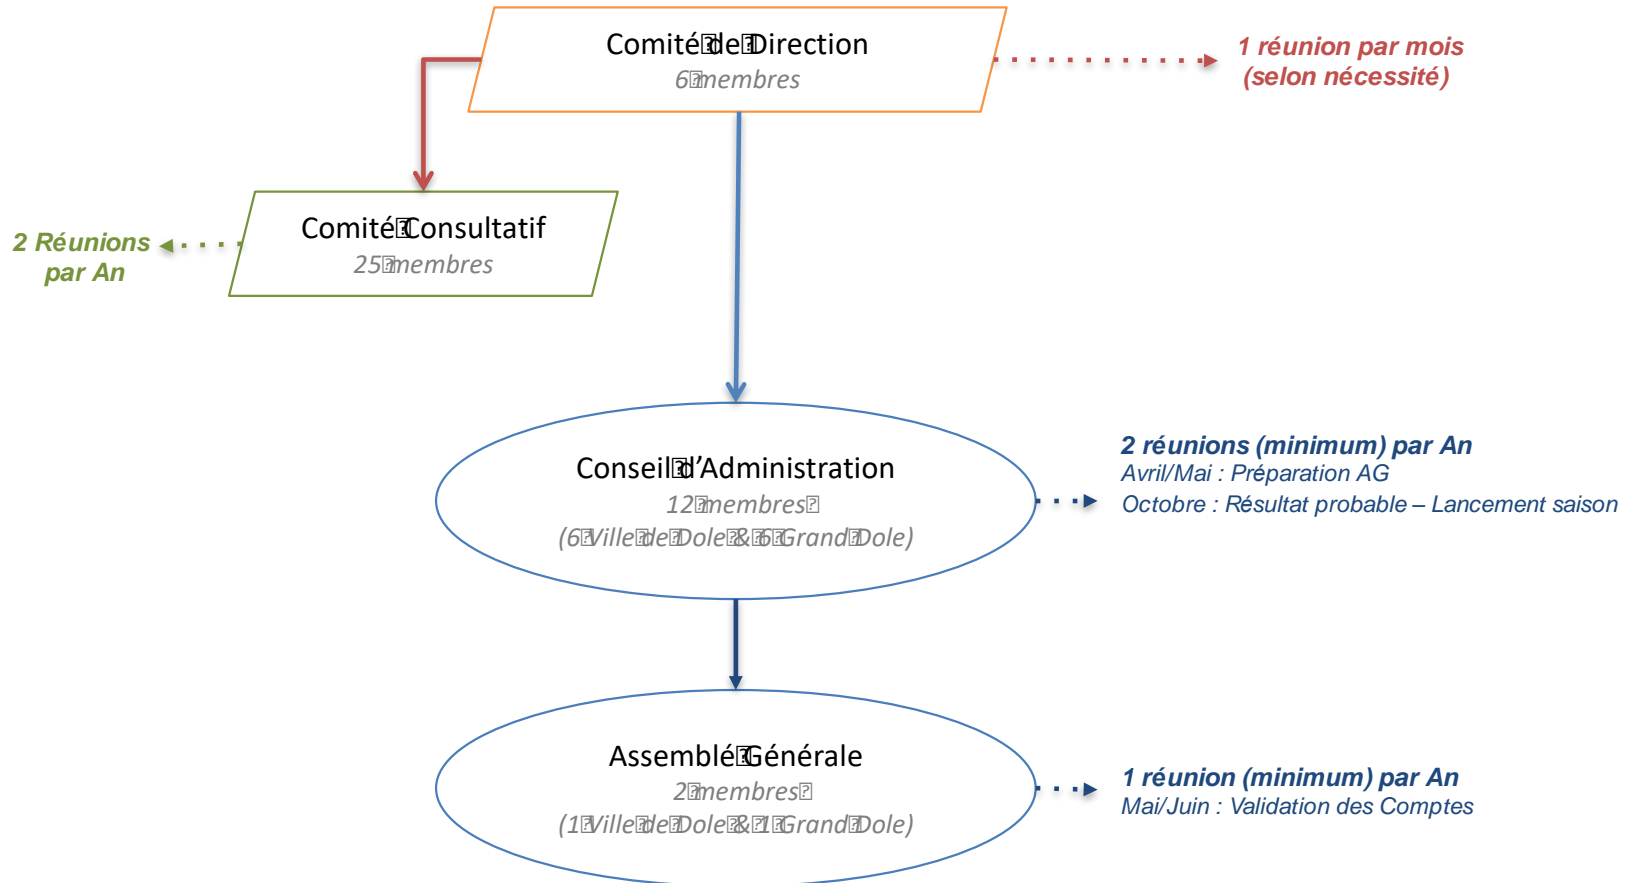 Comité de Direction
6 membres
1 réunion par mois
(selon nécessité)
Comité Consultatif
25 membres
2 Réunions
par An
Conseil d’Administration
12 membres
(6 Ville de Dole & 6 Grand Dole)
2 réunions (minimum) par An
Avril/Mai : Préparation AG
Octobre : Résultat probable – Lancement saison
Assemblé Générale
2 membres
(1 Ville de Dole & 1 Grand Dole)
1 réunion (minimum) par An
Mai/Juin : Validation des Comptes